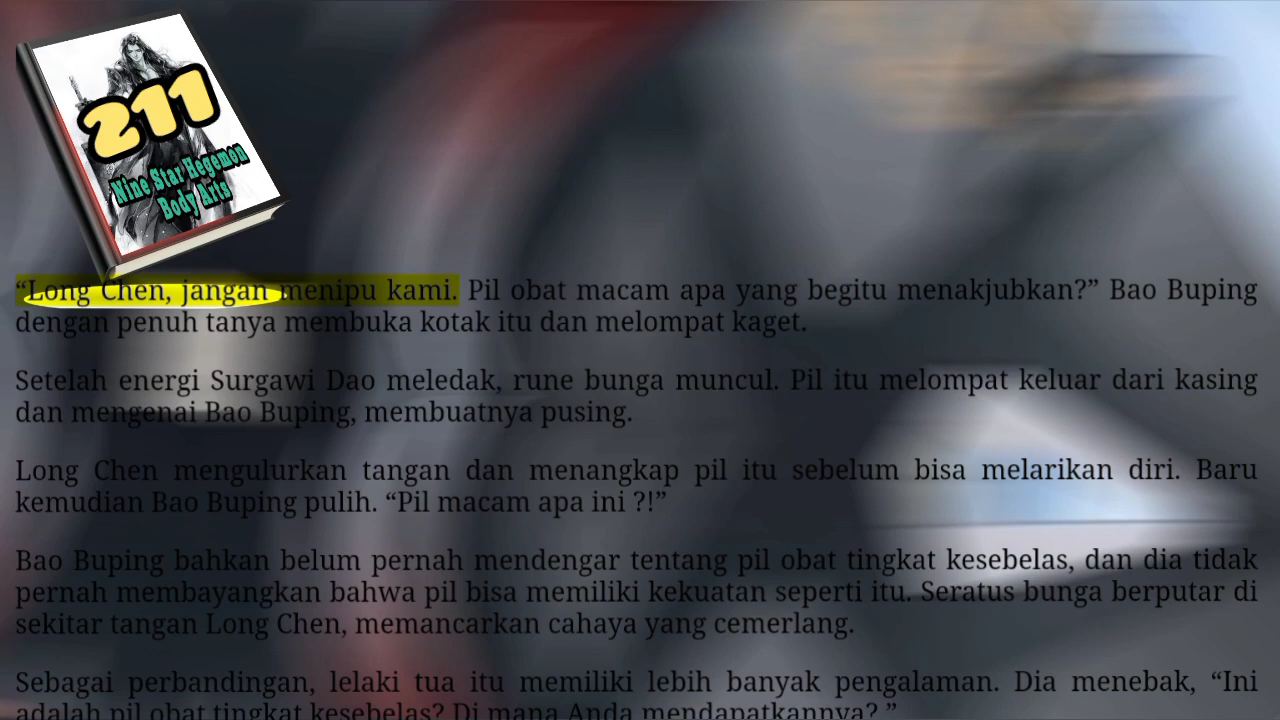 211
Nine Star Hegemon
Body Arts
“Long Chen, jangan menipu kami. Pil obat macam apa yang begitu menakjubkan?” Bao Buping
dengan penuh tanya membuka kotak itu dan melompat kaget.
Setelah energi Surgawi Dao meledak, rune bunga muncul. Pil itu melompat keluar dari kasing
dan mengenai Bao Buping, membuatnya pusing.
Long Chen mengulurkan tangan dan menangkap pil itu sebelum bisa melarikan diri. Baru
kemudian Bao Buping pulih. “Pil macam apa ini ?!”
Bao Buping bahkan belum pernah mendengar tentang pil obat tingkat kesebelas, dan dia tidak
pernah membayangkan bahwa pil bisa memiliki kekuatan seperti itu. Seratus bunga berputar di
sekitar tangan Long Chen, memancarkan cahaya yang cemerlang.
Sebagai perbandingan, lelaki tua itu memiliki lebih banyak pengalaman. Dia menebak, “Ini
adalah pil obat tingkat kesebelas? Di mana Anda mendapatkannya? ”